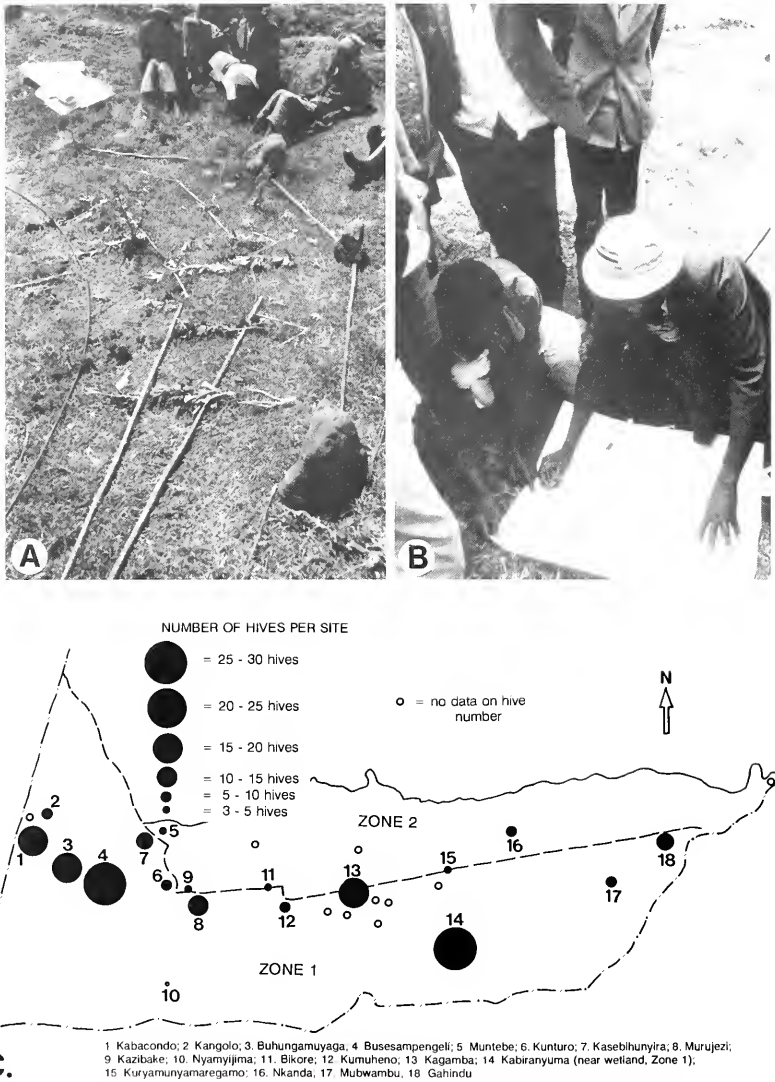 A
B
NUMBER OF HIVES PER SITE
= 25 - 30 hives
= 20 - 25 hives
= 15 - 20 hives
= 10 - 15 hives
= 5 - 10 hives
= 3 - 5 hives
o = no data on hive
number
N
2
ZONE 2
5
16
1
3
4
7
15
18
6
9
11
13
17
8
12
14
ZONE 1
10
C.
1 Kabacondo; 2 Kangolo; 3. Buhungamuyaga; 4 Busesampengeli; 5 Muntebe; 6. Kunturo; 7. Kasebihunyira; 8, Murujezi;
9 Kazibake; 10. Nyamyijima; 11. Bikore; 12. Kumuheno; 13 Kagamba; 14 Kabiranyuma (near wetland, Zone 1);
15 Kuryamunyamaregamo; 16. Nkanda; 17. Mubwambu, 18 Gahindu